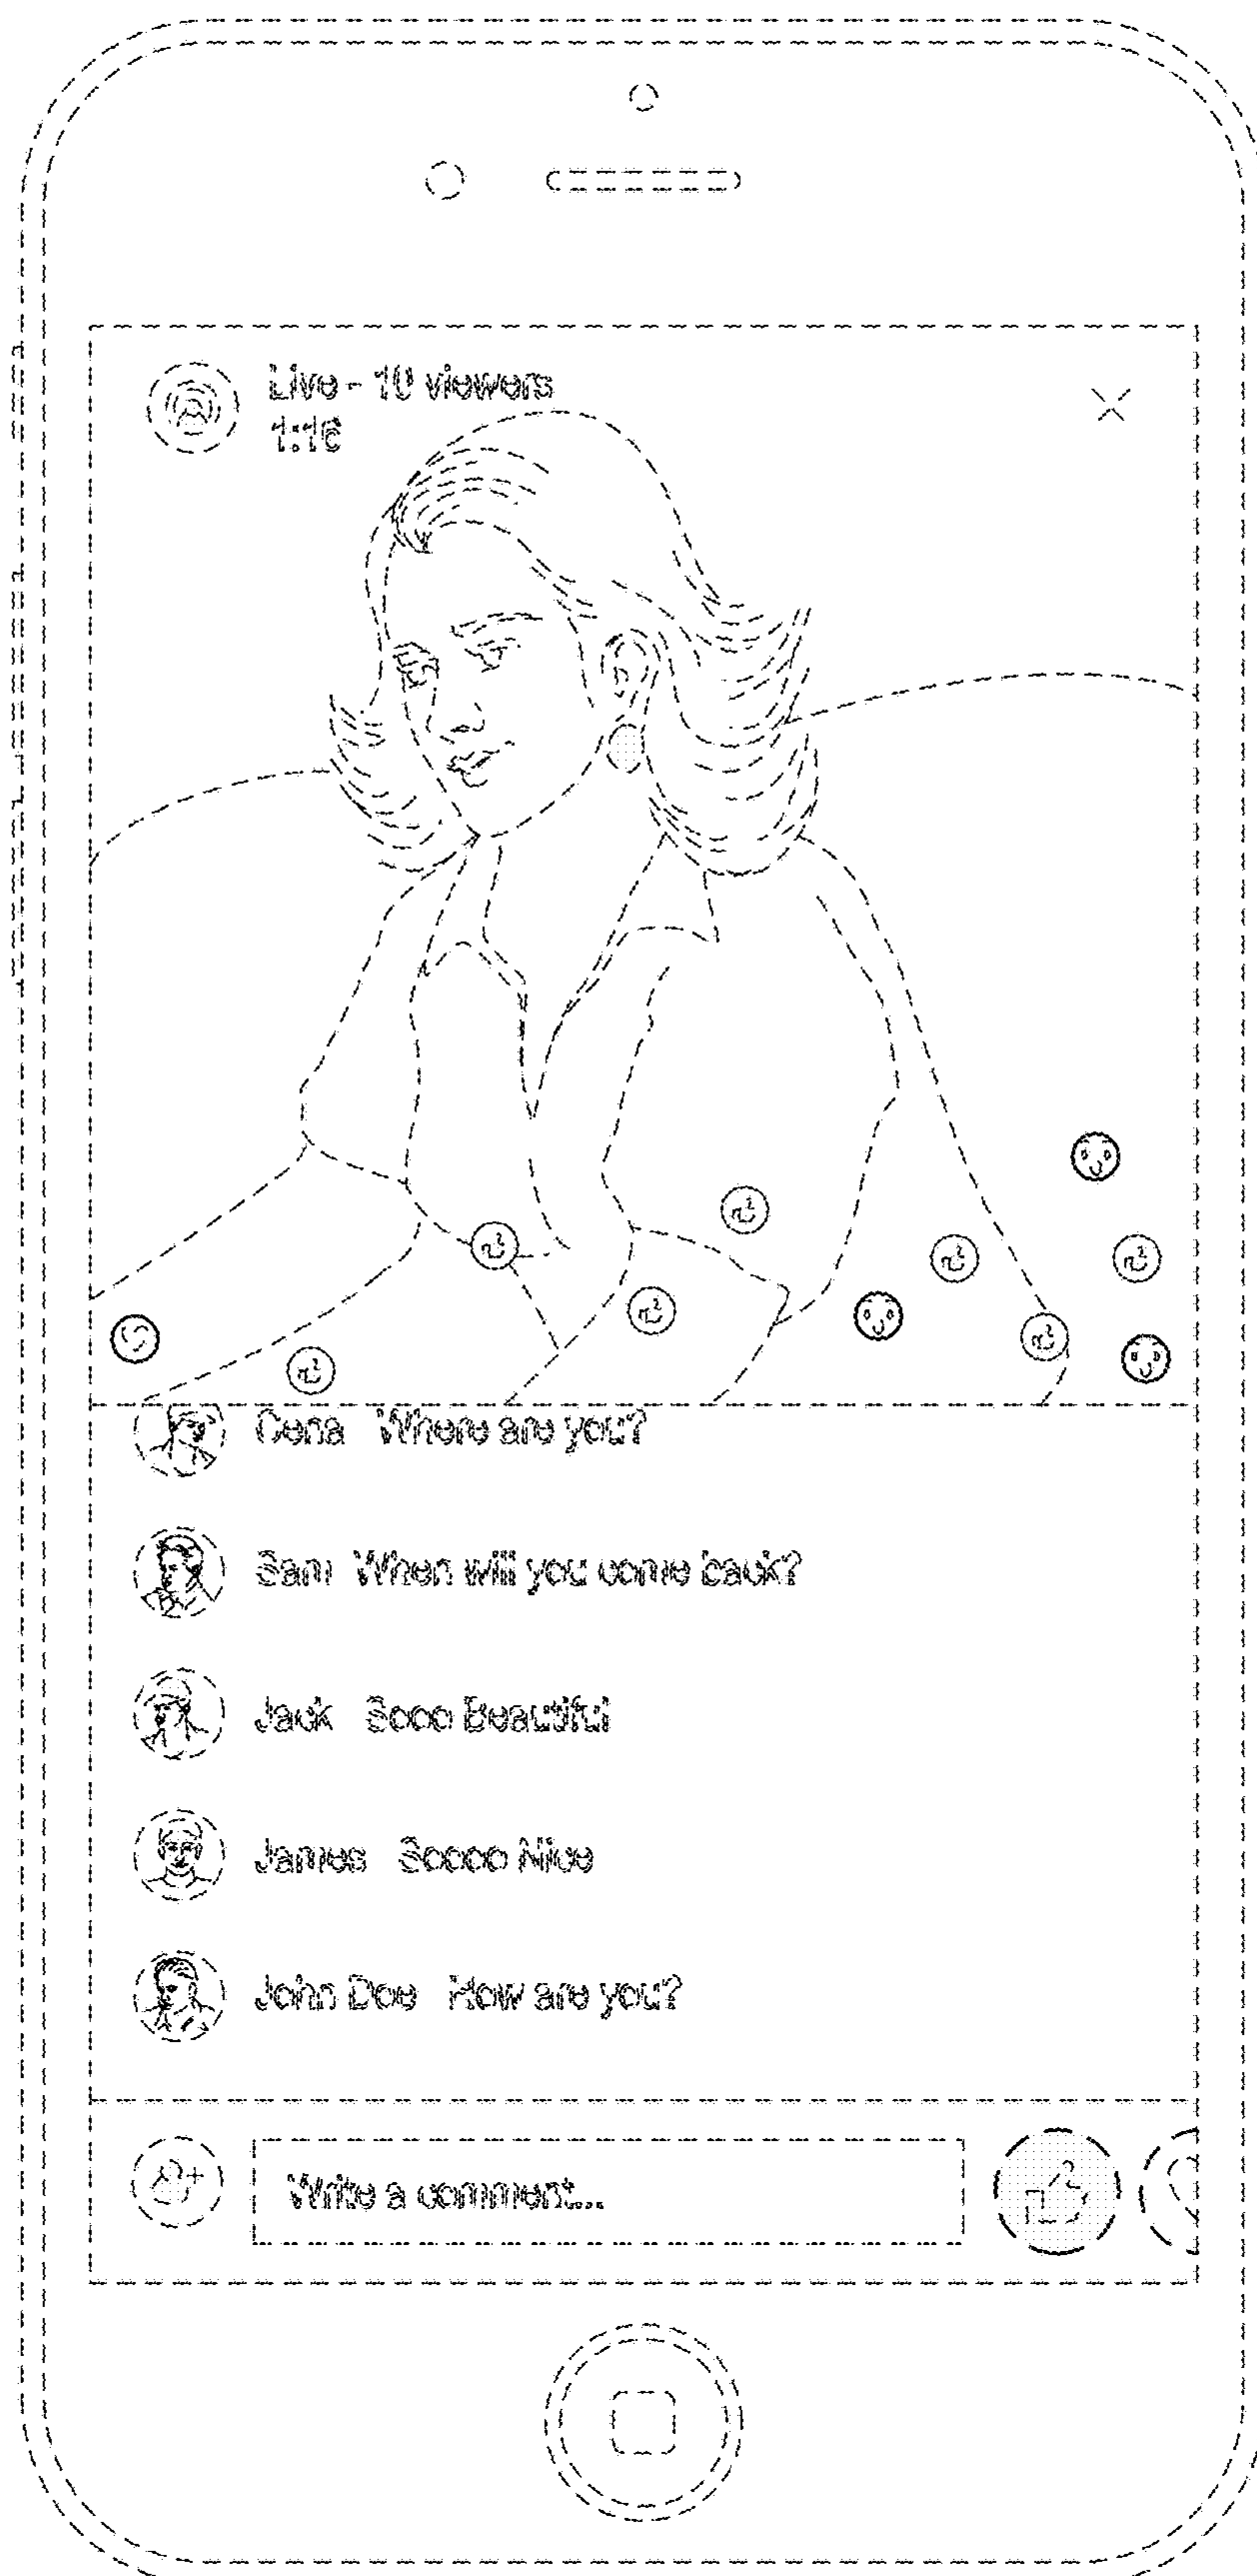 Live - 10 viewers
1:16
Cena Where are you?
Sam When will you come back?
Jack Sooo Beautiful
James Soooo Nice
John Doe How are you?
Write a comment...